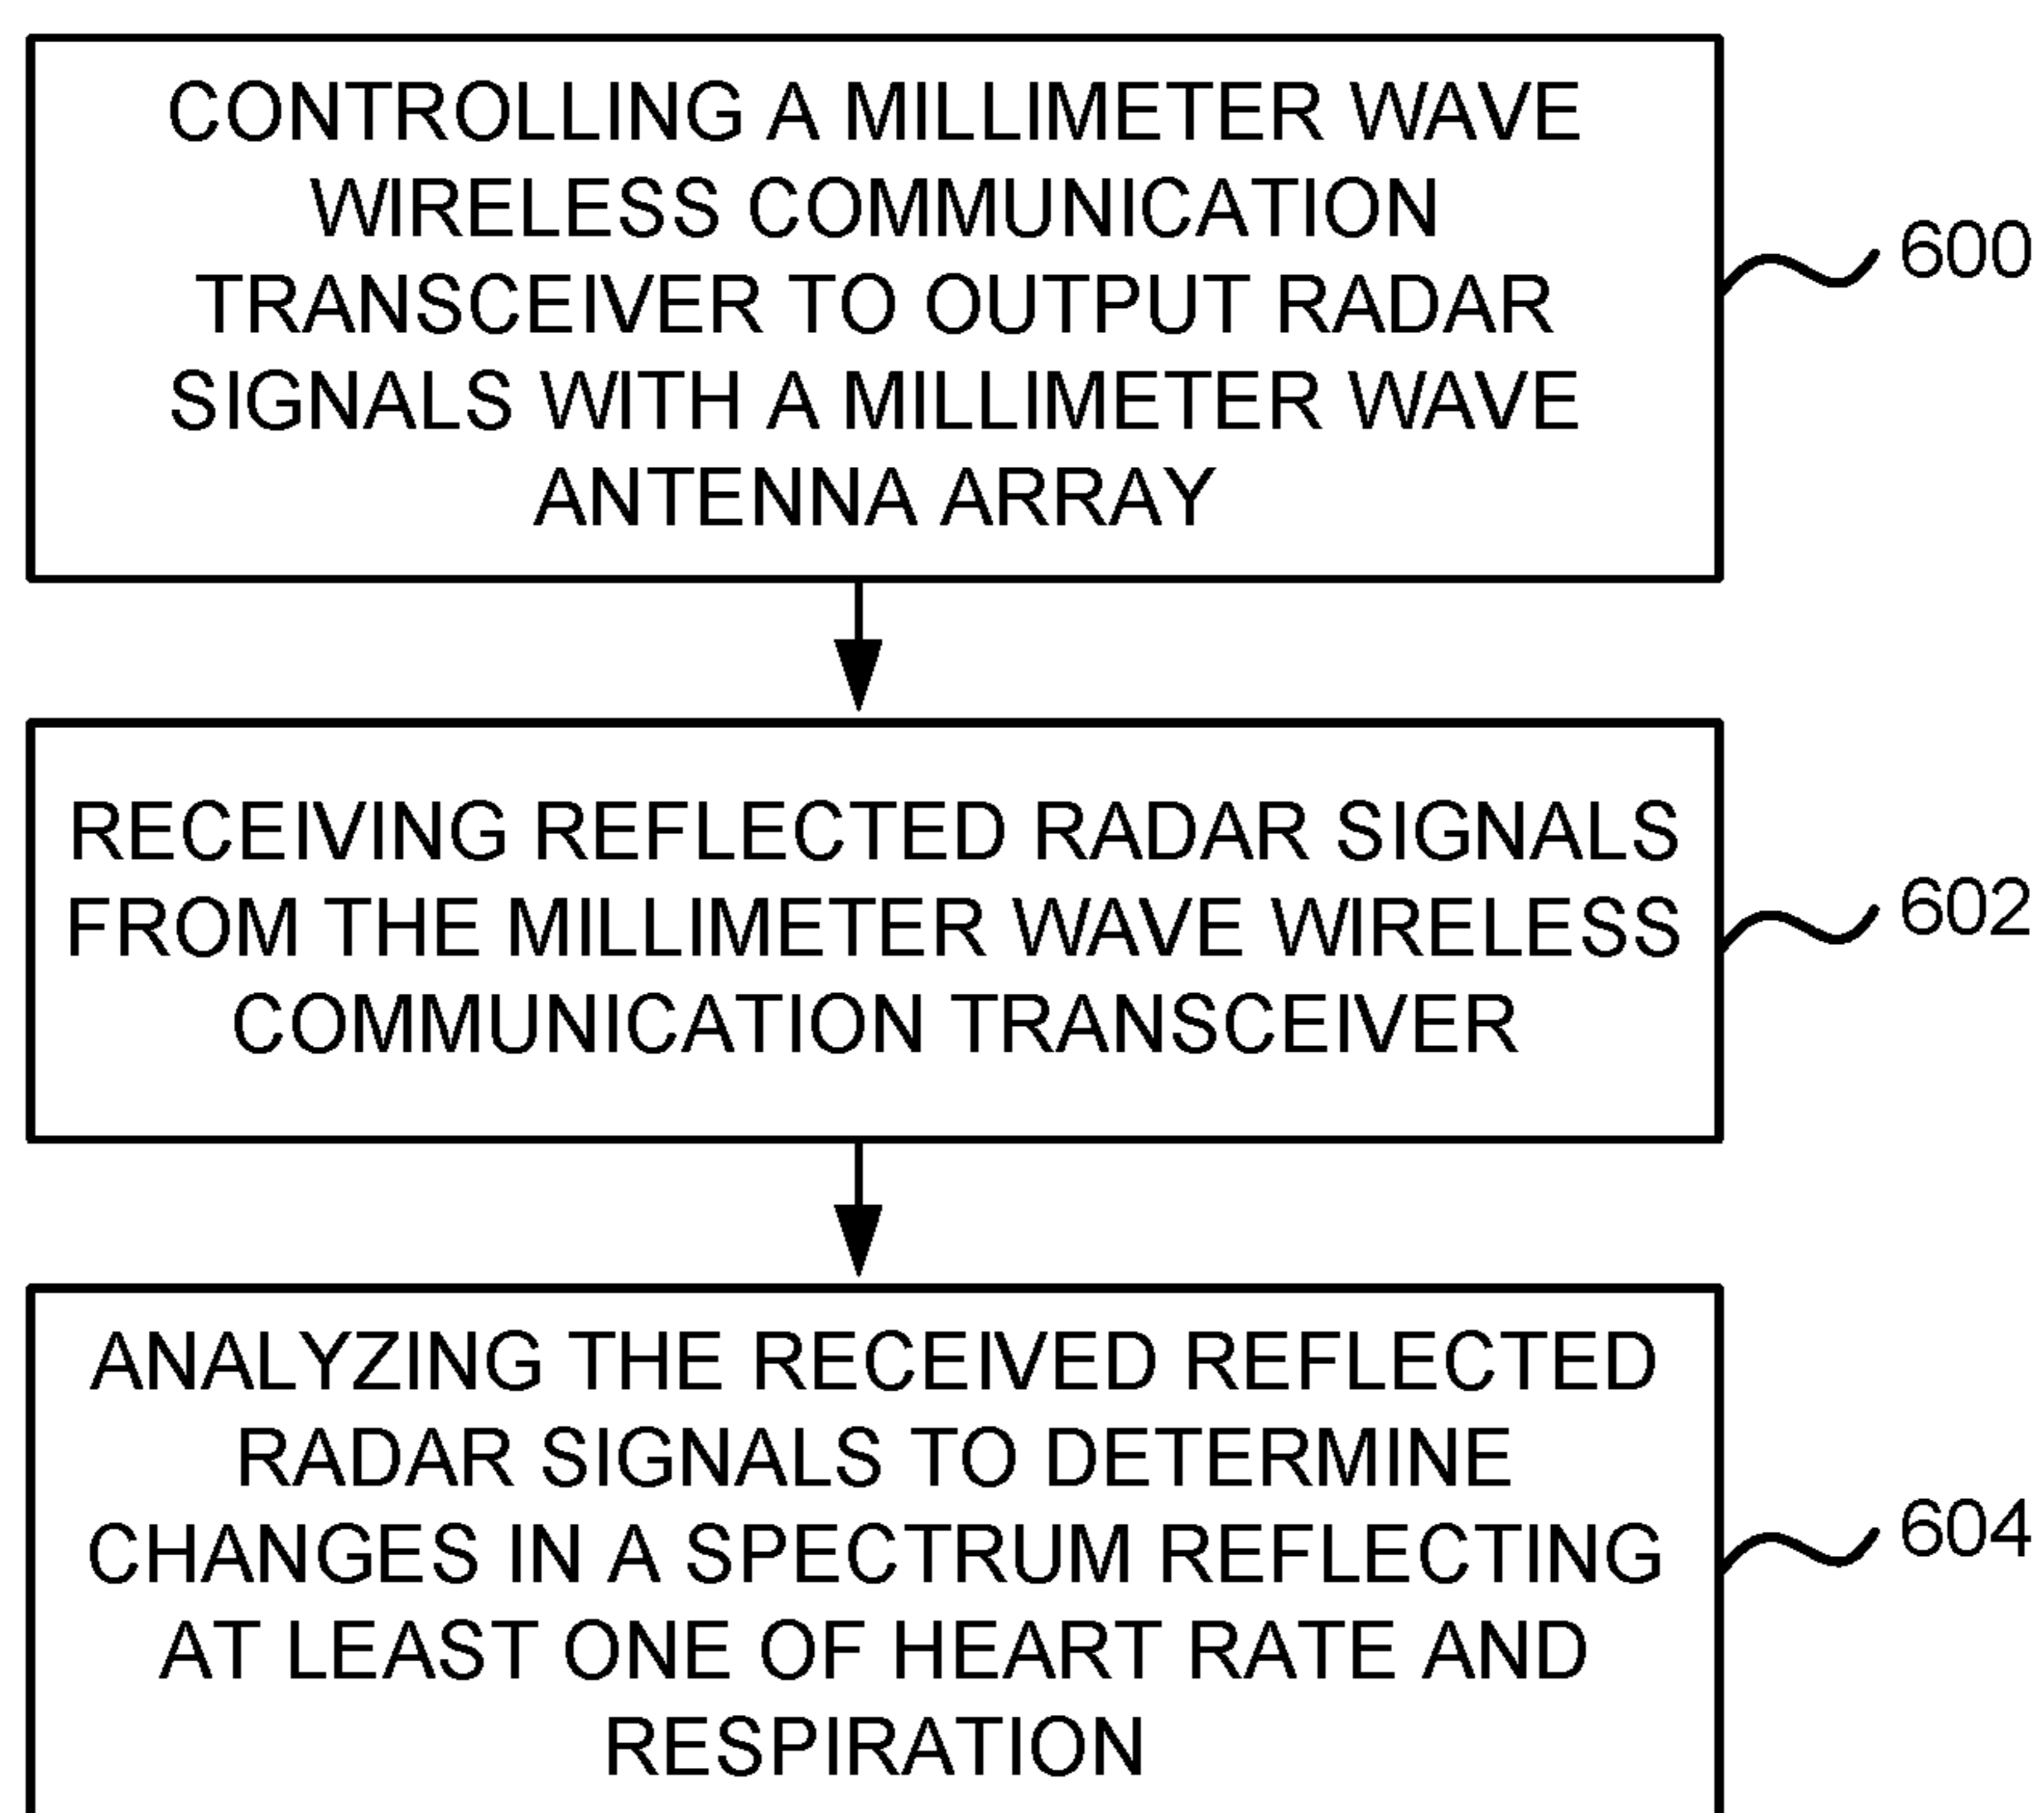 CONTROLLING A MILLIMETER WAVE
WIRELESS COMMUNICATION
TRANSCEIVER TO OUTPUT RADAR
SIGNALS WITH A MILLIMETER WAVE
ANTENNA ARRAY
600
RECEIVING REFLECTED RADAR SIGNALS
FROM THE MILLIMETER WAVE WIRELESS
COMMUNICATION TRANSCEIVER
602
ANALYZING THE RECEIVED REFLECTED
RADAR SIGNALS TO DETERMINE
CHANGES IN A SPECTRUM REFLECTING
AT LEAST ONE OF HEART RATE AND
RESPIRATION
604